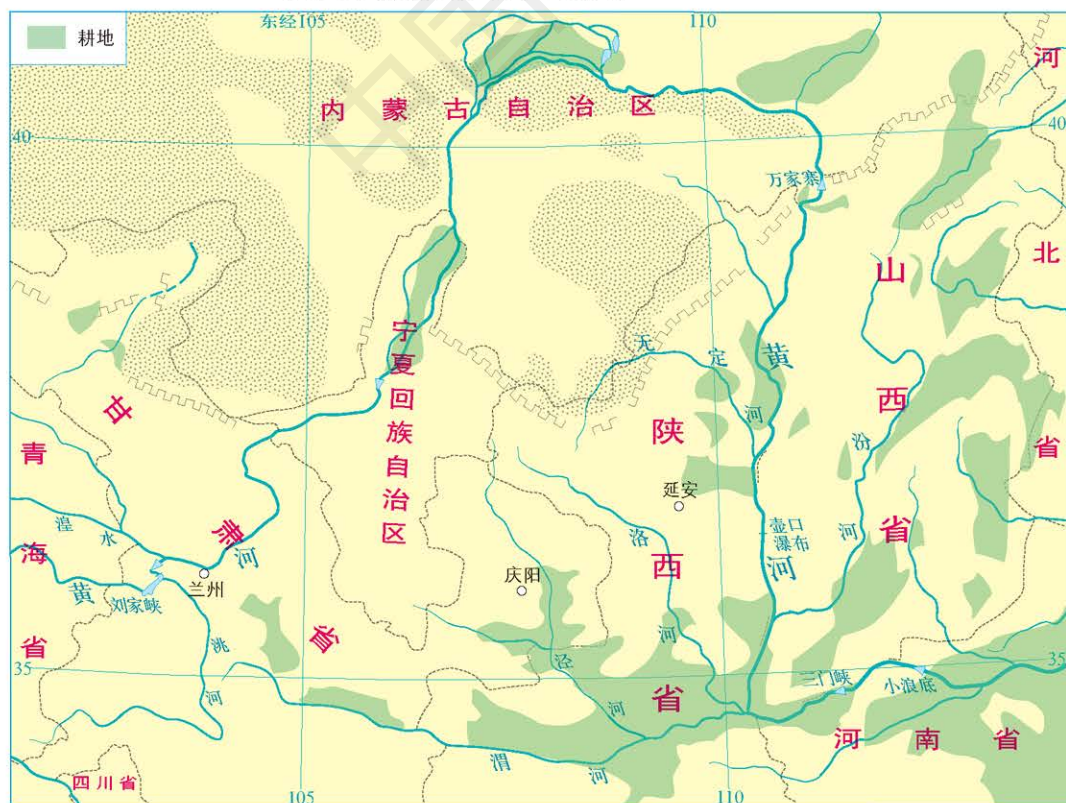 耕地
东经105
110
河
内蒙古自治区
40
40
万家寨
山
北
宁夏回族自治区
无定河
黄河
甘肃省
陕西省
西
汾河
省
青海省
省
延安
湟水
壶口
瀑布
洛河
黄河
兰州
刘家峡
庆阳
洮河
泾河
35
35
三门峡
小浪底
渭河
河南省
四川省
105
110